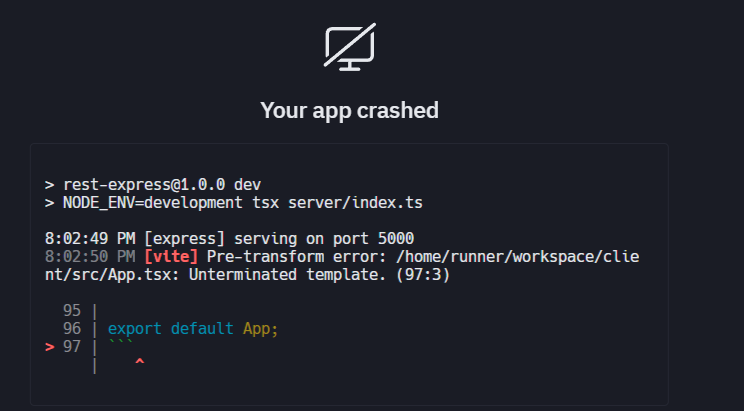 Your app crashed
> rest-express@1.0.0 dev
> NODE_ENV=development tsx server/index.ts
8:02:49 PM [express] serving on port 5000
8:02:50 PM [vite] Pre-transform error: /home/runner/workspace/clie
nt/src/App.tsx: Unterminated template. (97:3)
95 |
96 | export default App;
> 97 | ```
| ^